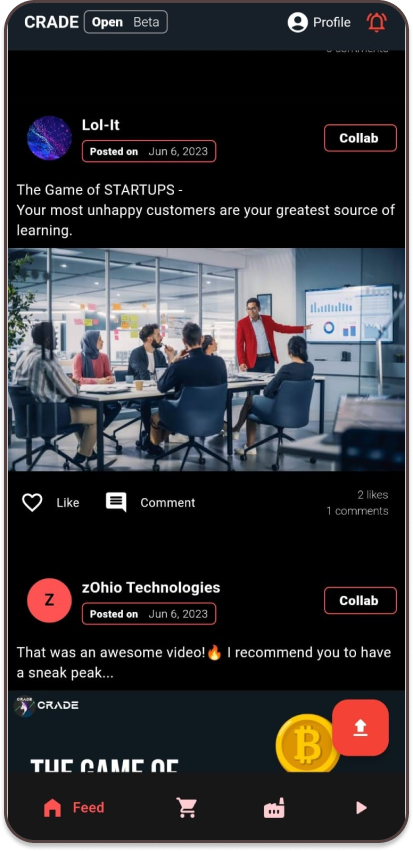 CRADE Open Beta
Profile
Lol-It
Posted on Jun 6, 2023
Collab
The Game of STARTUPS -
Your most unhappy customers are your greatest source of
learning.
Like
Comment
2 likes
1 comments
zOhio Technologies
Z
Posted on Jun 6, 2023
Collab
That was an awesome video!🔥 I recommend you to have
a sneak peak...
CRADE
THE GAME OF
Feed